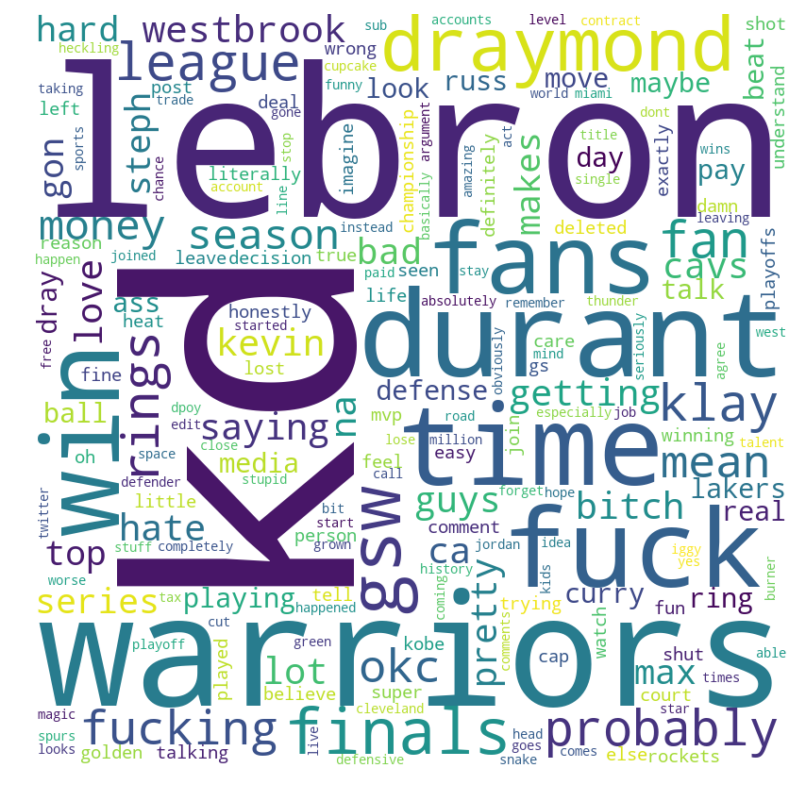 hard
heckling
westbrook
sub
accounts
level
contract
shot
league
cupcake
draymond
beat
taking
post
trade
wrong
funny
look
russ
world
miami
move
dont
maybe
understand
left
sports
gon
steph
chance
deal
gone
stop
lebron
literally
account
line
imagine
championship
argument
basically
amazing
definitely
act
makes
title
day
single
exactly
wins
pay
damn
leaving
money
season
instead
bad
fans
deleted
fan
reason
happen
joined
leave
decision
true
paid
seen
stay
cavs
playoffs
free
dray
love
ass
heat
life
absolutely
remember
durant
thunder
talk
west
honestly
started
kevin
lost
kd
win
fine
rings
gs
obviously
care
mind
seriously
agree
defense
getting
klay
ball
dpoy
edit
saying
na
mvp
road
especially
job
oh
close
media
lose
time
join
winning
talent
space
defender
stupid
feel
million
easy
mean
twitter
little
gsw
call
guys
forget
hope
bitch
lakers
hate
person
bit
start
comment
fuck
real
top
stuff
completely
grown
ca
jordan
idea
iggy
yes
burner
worse
tell
history
pretty
kids
curry
fun
ring
series
tax
playing
happened
coming
trying
watch
warriors
cut
green
playoff
played
kobe
comments
cap
shut
able
times
lot
okc
believe
super
max
court
magic
cleveland
star
fucking
finals
head
probably
spurs
looks
golden
talking
live
defensive
goes
snake
comes
else
rockets